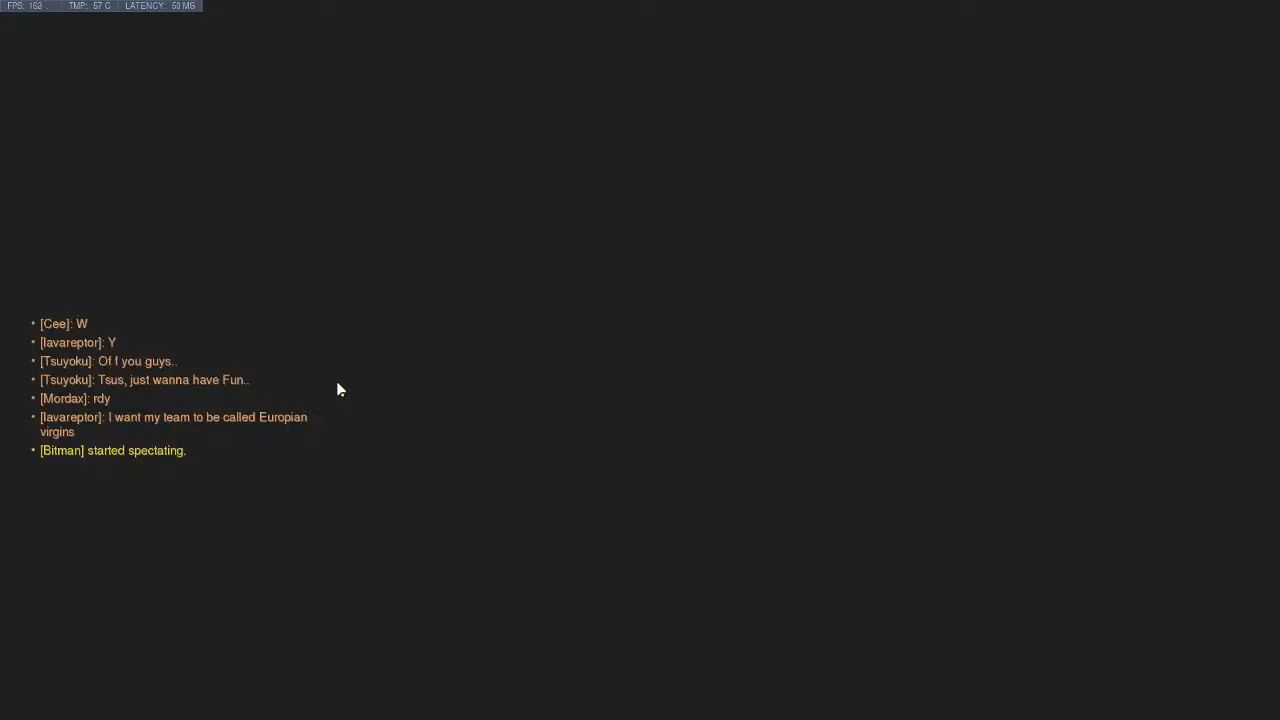 FPS: 163 TMP: 57 C LATENCY: 50 MS
• [Cee]: W
• [lavareptor]: Y
• [Tsuyoku]: Of f you guys..
• [Tsuyoku]: Tsus, just wanna have Fun..
• [Mordax]: rdy
• [lavareptor]: I want my team to be called Europian
virgins
• [Bitman] started spectating.